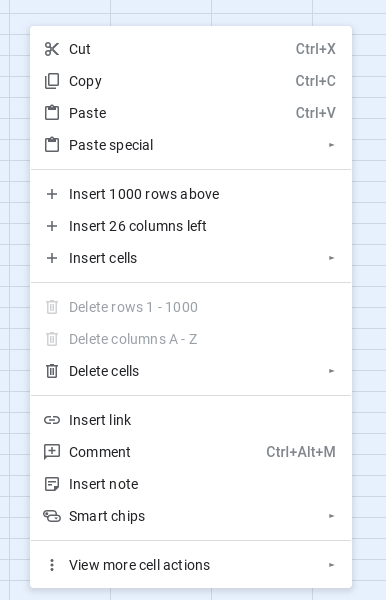 Cut Ctrl+X
Copy Ctrl+C
Paste Ctrl+V
Paste special
Insert 1000 rows above
Insert 26 columns left
Insert cells
Delete rows 1 - 1000
Delete columns A - Z
Delete cells
Insert link
Comment Ctrl+Alt+M
Insert note
Smart chips
View more cell actions